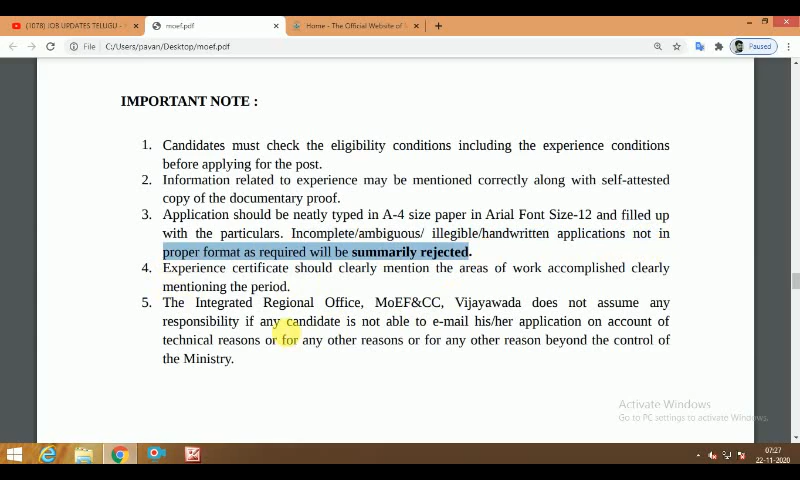 (1078) JOB UPDATES TELUGU -
moef.pdf
Home - The Official Website of
File
C:/Users/pavan/Desktop/moef.pdf
Paused
IMPORTANT NOTE :
1. Candidates must check the eligibility conditions including the experience conditions
before applying for the post.
2. Information related to experience may be mentioned correctly along with self-attested
copy of the documentary proof.
3. Application should be neatly typed in A-4 size paper in Arial Font Size-12 and filled up
with the particulars. Incomplete/ambiguous/ illegible/handwritten applications not in
proper format as required will be summarily rejected.
4. Experience certificate should clearly mention the areas of work accomplished clearly
mentioning the period.
5. The Integrated Regional Office, MoEF&CC, Vijayawada does not assume any
responsibility if any candidate is not able to e-mail his/her application on account of
technical reasons or for any other reasons or for any other reason beyond the control of
the Ministry.
Activate Windows
Go to PC settings to activate Windows.
07:27
22-11-2020